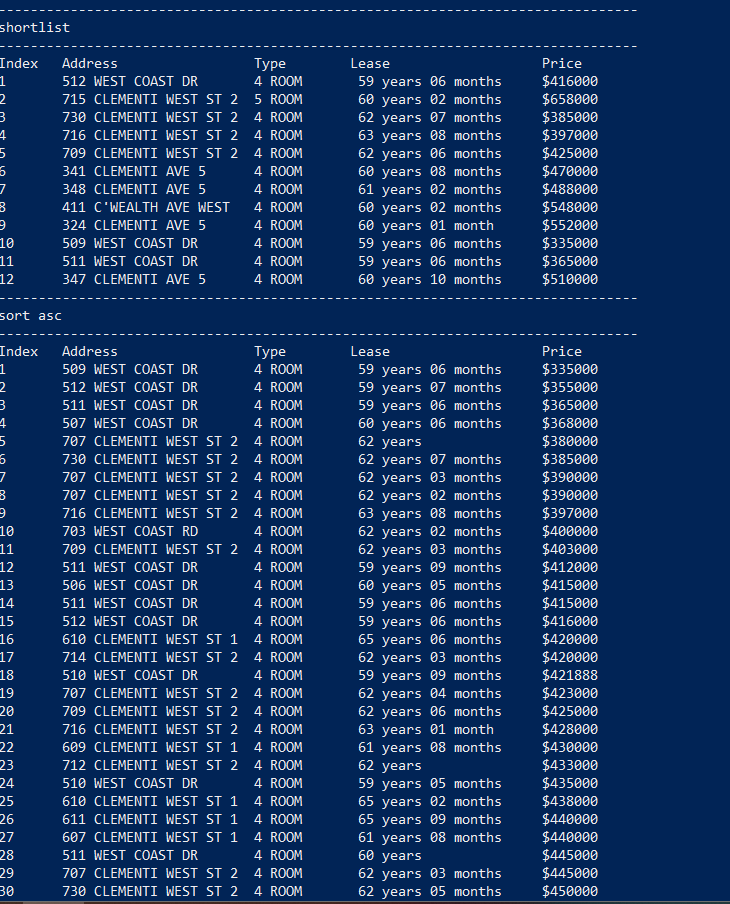 --------------------------------------------------------------------------------
shortlist
--------------------------------------------------------------------------------
Index   Address                 Type        Lease                   Price
1       512 WEST COAST DR       4 ROOM       59 years 06 months     $416000
2       715 CLEMENTI WEST ST 2  5 ROOM       60 years 02 months     $658000
3       730 CLEMENTI WEST ST 2  4 ROOM       62 years 07 months     $385000
4       716 CLEMENTI WEST ST 2  4 ROOM       63 years 08 months     $397000
5       709 CLEMENTI WEST ST 2  4 ROOM       62 years 06 months     $425000
6       341 CLEMENTI AVE 5      4 ROOM       60 years 08 months     $470000
7       348 CLEMENTI AVE 5      4 ROOM       61 years 02 months     $488000
8       411 C'WEALTH AVE WEST   4 ROOM       60 years 02 months     $548000
9       324 CLEMENTI AVE 5      4 ROOM       60 years 01 month      $552000
10      509 WEST COAST DR       4 ROOM       59 years 06 months     $335000
11      511 WEST COAST DR       4 ROOM       59 years 06 months     $365000
12      347 CLEMENTI AVE 5      4 ROOM       60 years 10 months     $510000
--------------------------------------------------------------------------------
sort asc
--------------------------------------------------------------------------------
Index   Address                 Type        Lease                   Price
1       509 WEST COAST DR       4 ROOM       59 years 06 months     $335000
2       512 WEST COAST DR       4 ROOM       59 years 07 months     $355000
3       511 WEST COAST DR       4 ROOM       59 years 06 months     $365000
4       507 WEST COAST DR       4 ROOM       60 years 06 months     $368000
5       707 CLEMENTI WEST ST 2  4 ROOM       62 years               $380000
6       730 CLEMENTI WEST ST 2  4 ROOM       62 years 07 months     $385000
7       707 CLEMENTI WEST ST 2  4 ROOM       62 years 03 months     $390000
8       707 CLEMENTI WEST ST 2  4 ROOM       62 years 02 months     $390000
9       716 CLEMENTI WEST ST 2  4 ROOM       63 years 08 months     $397000
10      703 WEST COAST RD       4 ROOM       62 years 02 months     $400000
11      709 CLEMENTI WEST ST 2  4 ROOM       62 years 03 months     $403000
12      511 WEST COAST DR       4 ROOM       59 years 09 months     $412000
13      506 WEST COAST DR       4 ROOM       60 years 05 months     $415000
14      511 WEST COAST DR       4 ROOM       59 years 06 months     $415000
15      512 WEST COAST DR       4 ROOM       59 years 06 months     $416000
16      610 CLEMENTI WEST ST 1  4 ROOM       65 years 06 months     $420000
17      714 CLEMENTI WEST ST 2  4 ROOM       62 years 03 months     $420000
18      510 WEST COAST DR       4 ROOM       59 years 09 months     $421888
19      707 CLEMENTI WEST ST 2  4 ROOM       62 years 04 months     $423000
20      709 CLEMENTI WEST ST 2  4 ROOM       62 years 06 months     $425000
21      716 CLEMENTI WEST ST 2  4 ROOM       63 years 01 month      $428000
22      609 CLEMENTI WEST ST 1  4 ROOM       61 years 08 months     $430000
23      712 CLEMENTI WEST ST 2  4 ROOM       62 years               $433000
24      510 WEST COAST DR       4 ROOM       59 years 05 months     $435000
25      610 CLEMENTI WEST ST 1  4 ROOM       65 years 02 months     $438000
26      611 CLEMENTI WEST ST 1  4 ROOM       65 years 09 months     $440000
27      607 CLEMENTI WEST ST 1  4 ROOM       61 years 08 months     $440000
28      511 WEST COAST DR       4 ROOM       60 years               $445000
29      707 CLEMENTI WEST ST 2  4 ROOM       62 years 03 months     $445000
30      730 CLEMENTI WEST ST 2  4 ROOM       62 years 05 months     $450000